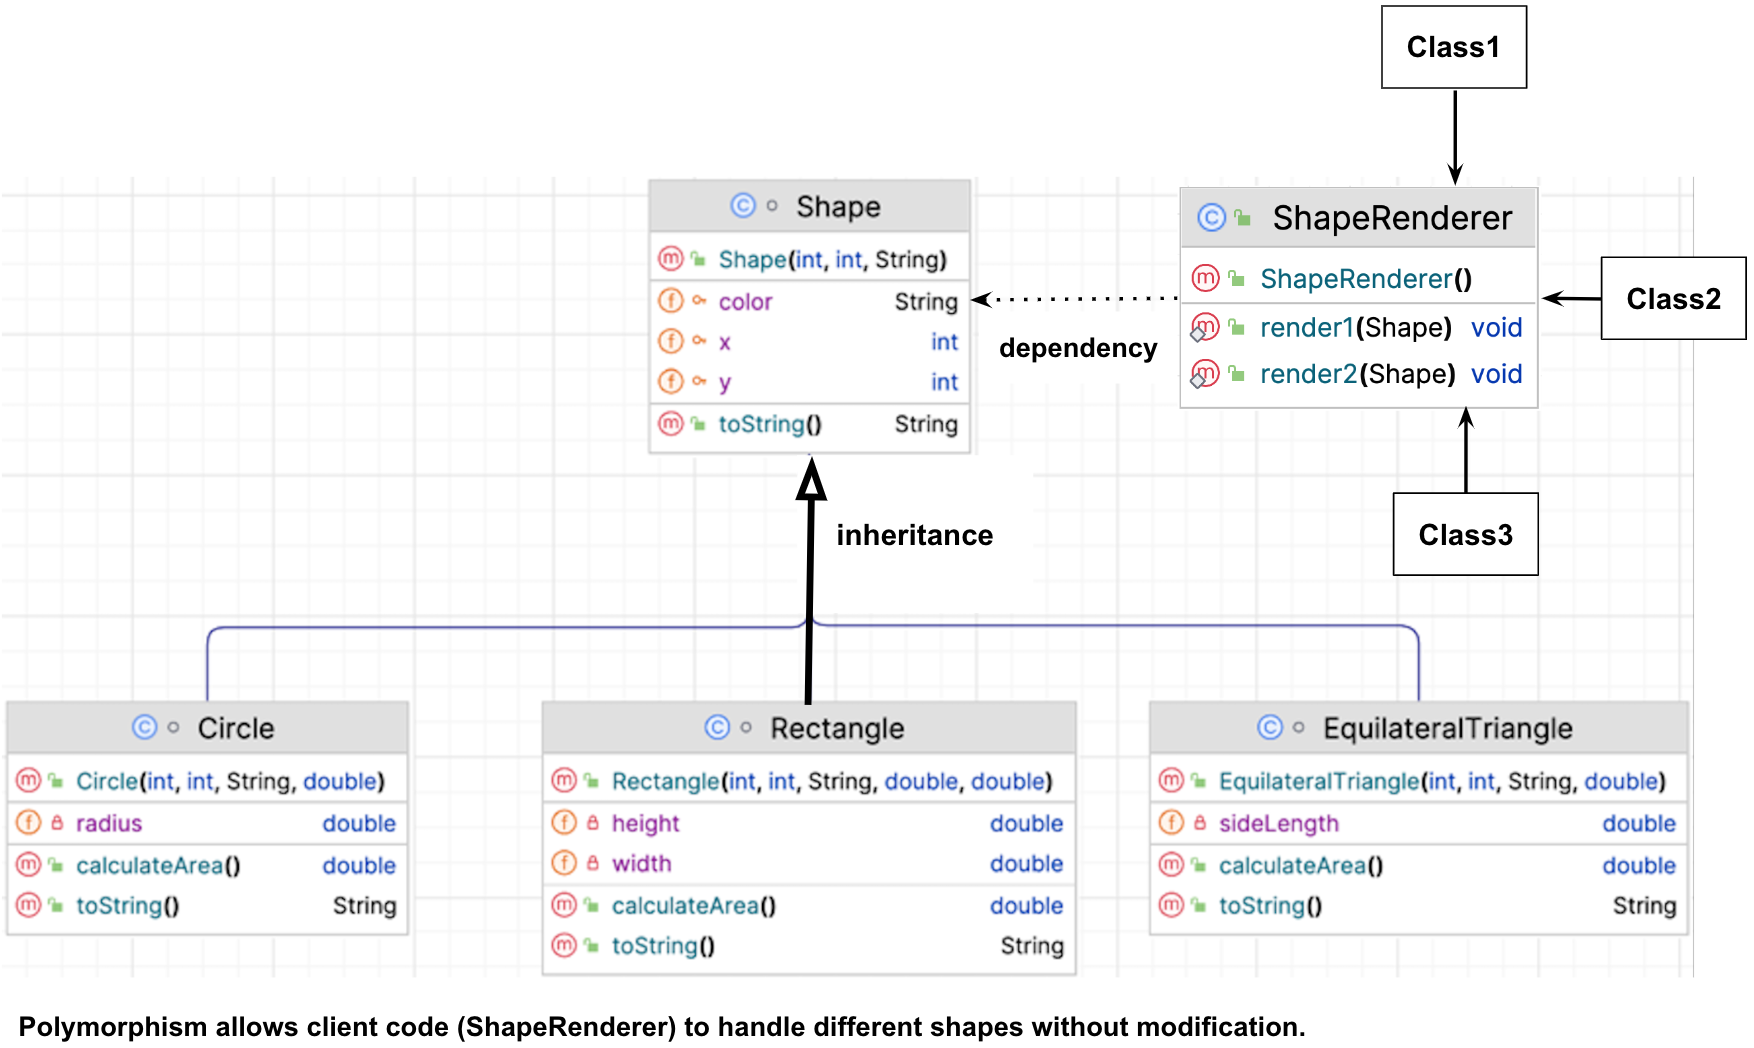 Class1
Shape
Shape(int, int, String)
color String
x int
y int
toString() String
dependency
ShapeRenderer
ShapeRenderer()
render1(Shape) void
render2(Shape) void
Class2
Class3
inheritance
Circle
Circle(int, int, String, double)
radius double
calculateArea() double
toString() String
Rectangle
Rectangle(int, int, String, double, double)
height double
width double
calculateArea() double
toString() String
EquilateralTriangle
EquilateralTriangle(int, int, String, double)
sideLength double
calculateArea() double
toString() String
Polymorphism allows client code (ShapeRenderer) to handle different shapes without modification.